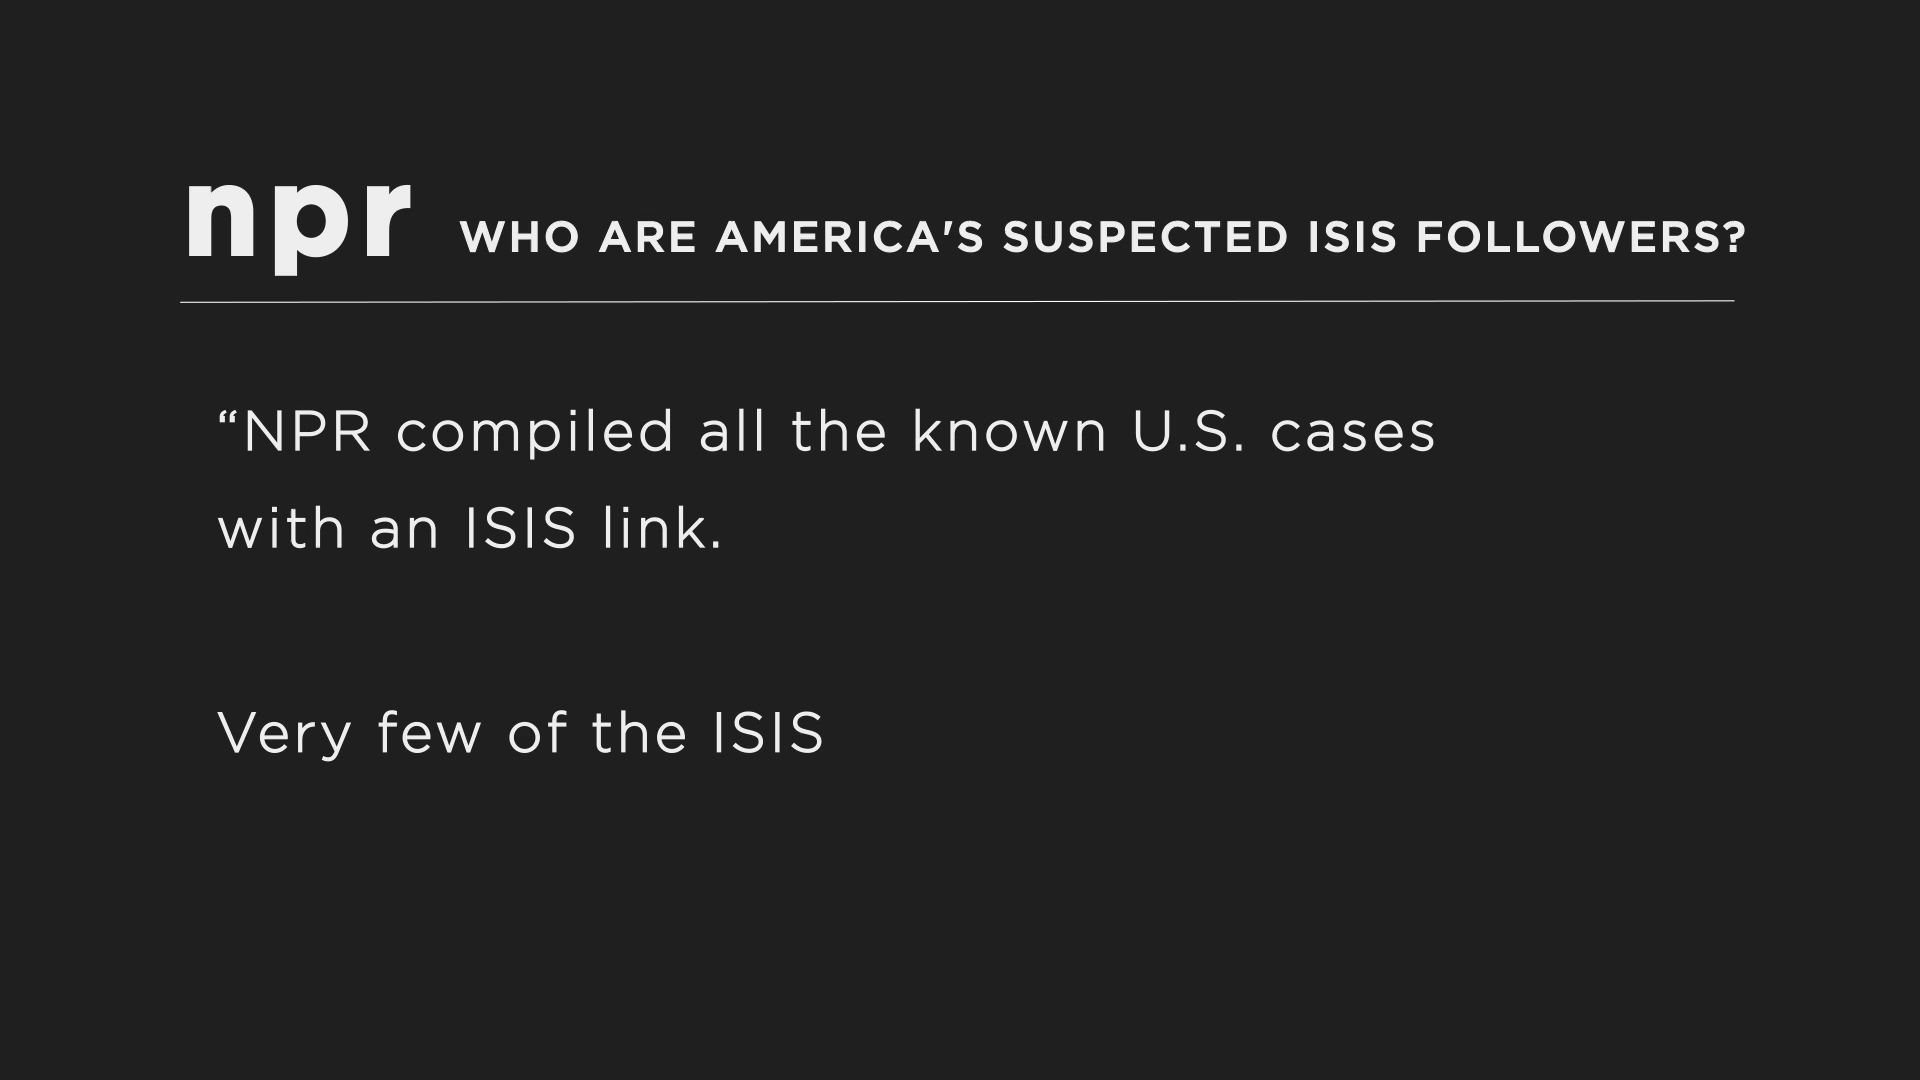 npr WHO ARE AMERICA'S SUSPECTED ISIS FOLLOWERS?
“NPR compiled all the known U.S. cases
with an ISIS link.
Very few of the ISIS